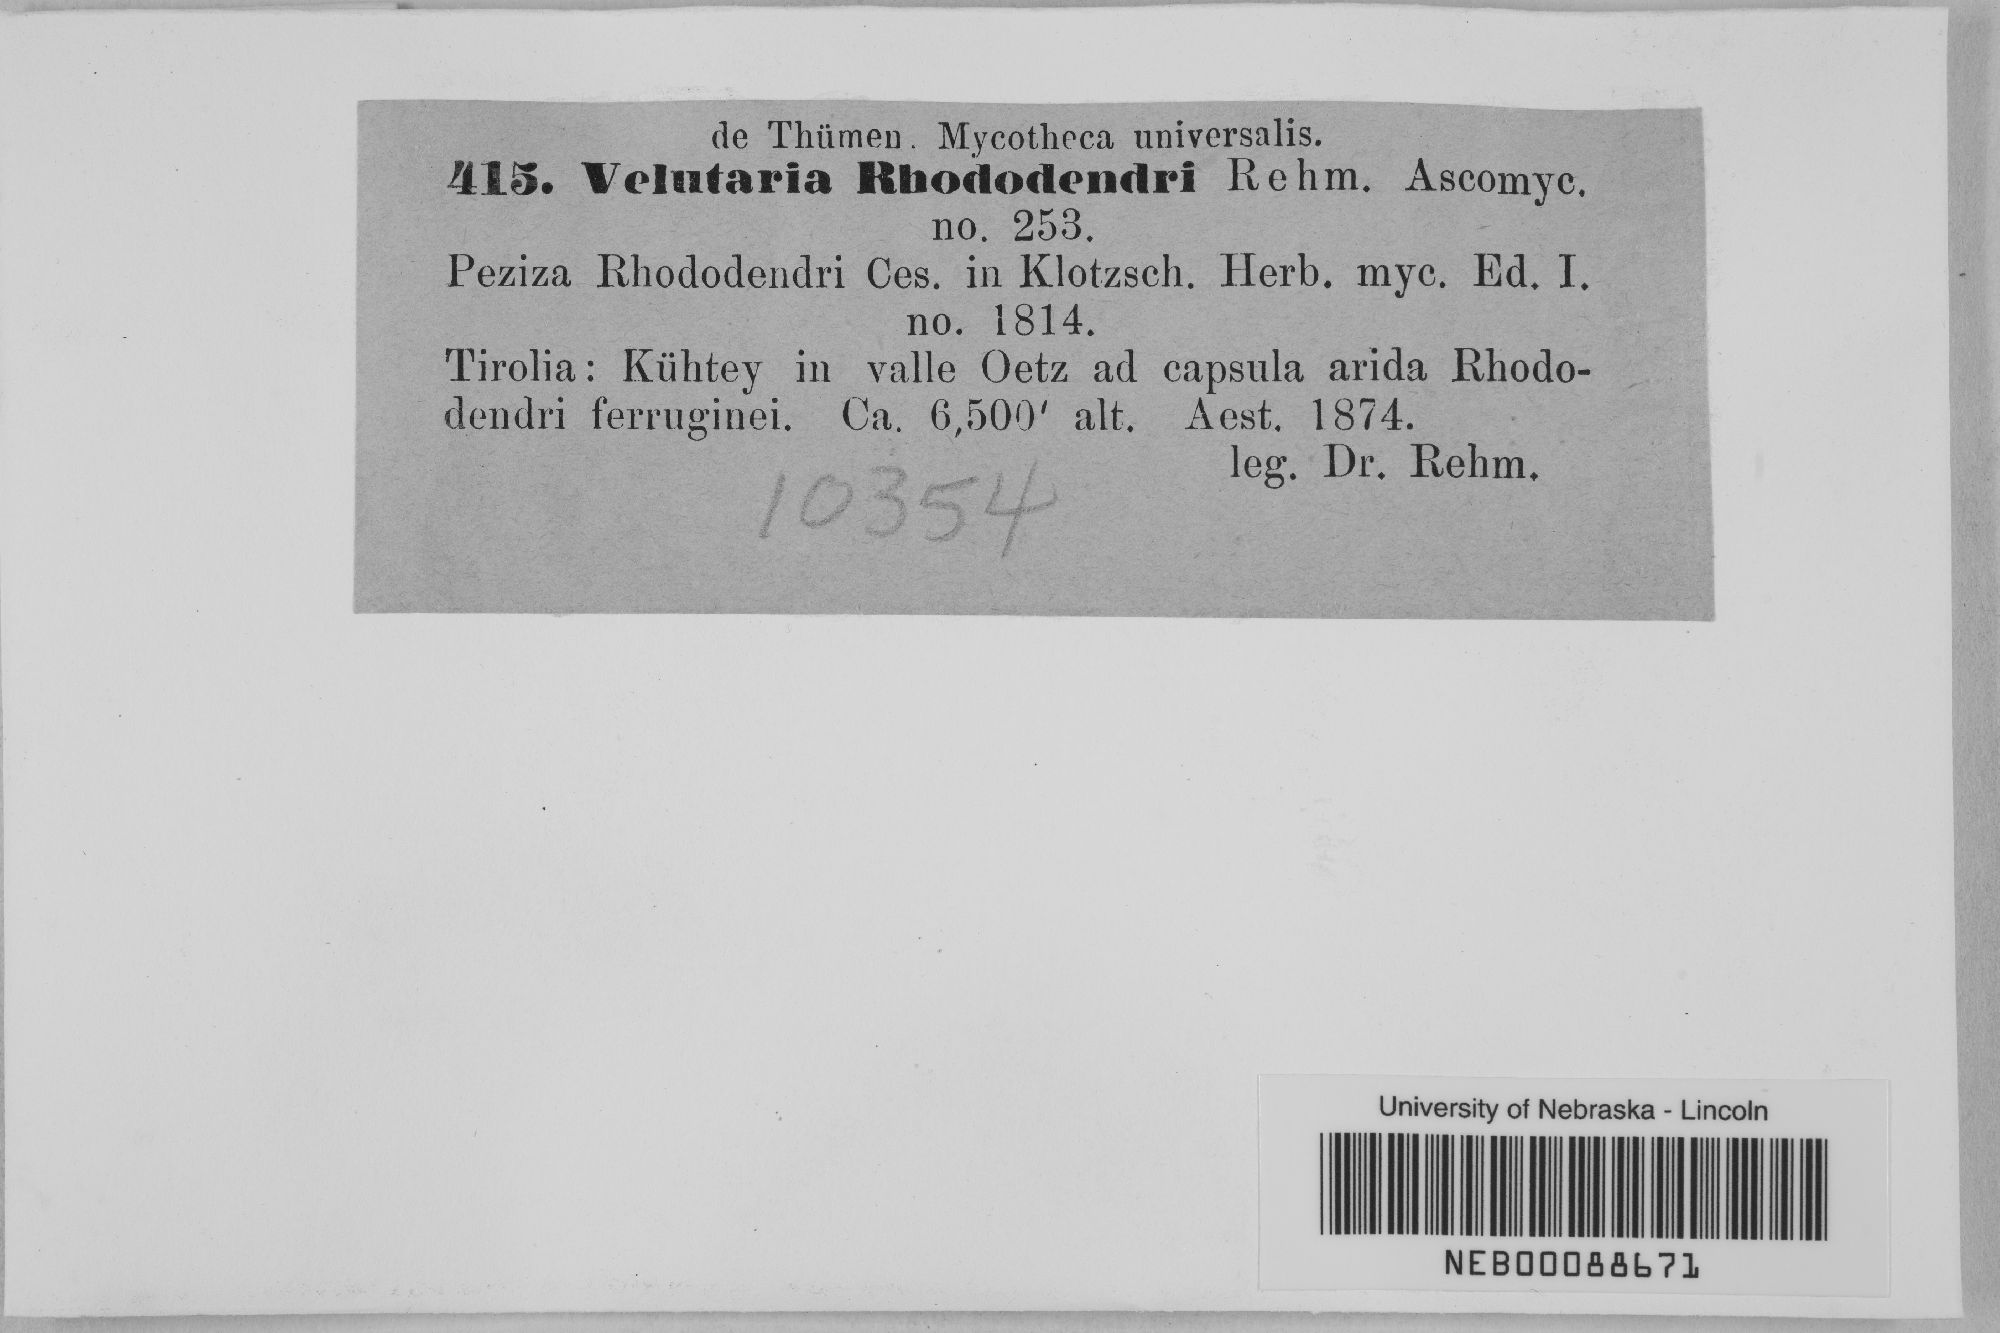 de Thümen. Mycotheca universalis.
415. Velutaria Rhododendri Rehm. Ascomyc.
no. 253.
Peziza Rhododendri Ces. in Klotzsch. Herb. myc. Ed. I.
no. 1814.
Tirolia: Kühtey in valle Oetz ad capsula arida Rhodo-
dendri ferruginei. Ca. 6,500′ alt. Aest. 1874.
leg. Dr. Rehm.
10354
University of Nebraska - Lincoln
NEB00088671